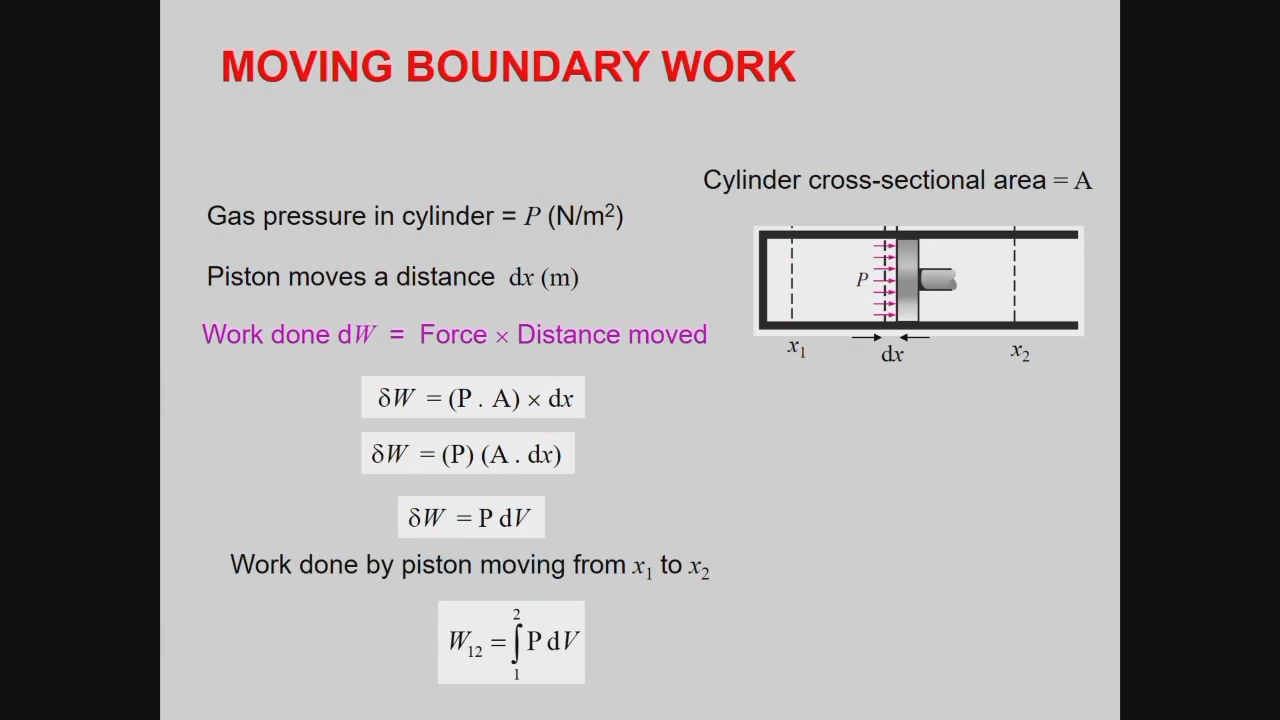 MOVING BOUNDARY WORK
Cylinder cross-sectional area = A
Gas pressure in cylinder = P (N/m²)
Piston moves a distance dx (m)
P
x₁
dx
x₂
Work done dW = Force × Distance moved
δW = (P . A) × dx
δW = (P) (A . dx)
δW = P dV
Work done by piston moving from x₁ to x₂
W₁₂ = ∫₁² P dV